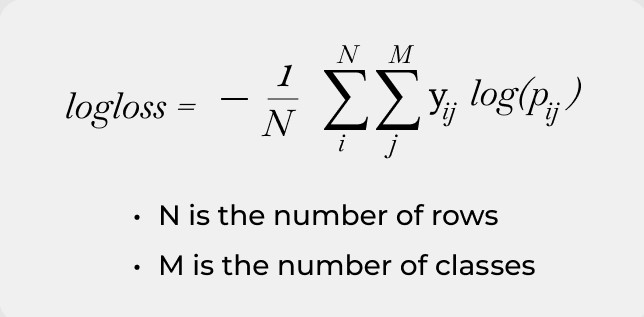 logloss = − 1/N ∑_i^N ∑_j^M y_ij log(p_ij)
• N is the number of rows
• M is the number of classes